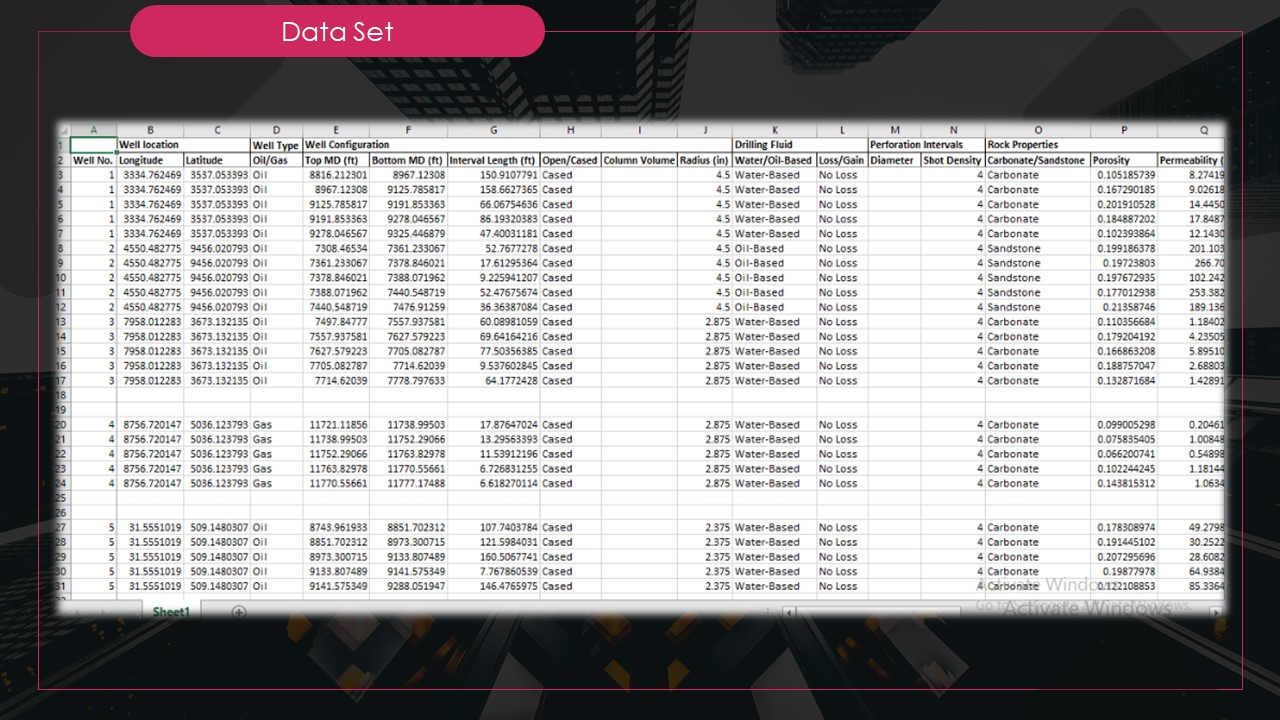 Data Set
A B C D E F G H I J K L M N O P Q
1 Well location Well Type Well Configuration Drilling Fluid Perforation Intervals Rock Properties
2 Well No. Longitude Latitude Oil/Gas Top MD (ft) Bottom MD (ft) Interval Length (ft) Open/Cased Column Volume Radius (in) Water/Oil-Based Loss/Gain Diameter Shot Density Carbonate/Sandstone Porosity Permeability (
3 1 3334.762469 3537.053393 Oil 8816.212301 8967.12308 150.9107791 Cased 4.5 Water-Based No Loss 4 Carbonate 0.105185739 8.27419
4 1 3334.762469 3537.053393 Oil 8967.12308 9125.785817 158.6627365 Cased 4.5 Water-Based No Loss 4 Carbonate 0.167290185 9.02618
5 1 3334.762469 3537.053393 Oil 9125.785817 9191.853363 66.06754636 Cased 4.5 Water-Based No Loss 4 Carbonate 0.201910528 14.4450
6 1 3334.762469 3537.053393 Oil 9191.853363 9278.046567 86.19320383 Cased 4.5 Water-Based No Loss 4 Carbonate 0.184887202 17.8487
7 1 3334.762469 3537.053393 Oil 9278.046567 9325.446879 47.40031181 Cased 4.5 Water-Based No Loss 4 Carbonate 0.102393864 12.1430
8 2 4550.482775 9456.020793 Oil 7308.46534 7361.233067 52.7677278 Cased 4.5 Oil-Based No Loss 4 Sandstone 0.199186378 201.103
9 2 4550.482775 9456.020793 Oil 7361.233067 7378.846021 17.61295364 Cased 4.5 Oil-Based No Loss 4 Sandstone 0.19723803 266.70
10 2 4550.482775 9456.020793 Oil 7378.846021 7388.071962 9.225941207 Cased 4.5 Oil-Based No Loss 4 Sandstone 0.197672935 102.242
11 2 4550.482775 9456.020793 Oil 7388.071962 7440.548719 52.47675674 Cased 4.5 Oil-Based No Loss 4 Sandstone 0.177012938 253.382
12 2 4550.482775 9456.020793 Oil 7440.548719 7476.91259 36.36387084 Cased 4.5 Oil-Based No Loss 4 Sandstone 0.21358746 189.136
13 3 7958.012283 3673.132135 Oil 7497.84777 7557.937581 60.08981059 Cased 2.875 Water-Based No Loss 4 Carbonate 0.110356684 1.18402
14 3 7958.012283 3673.132135 Oil 7557.937581 7627.579223 69.64164216 Cased 2.875 Water-Based No Loss 4 Carbonate 0.179204192 4.23505
15 3 7958.012283 3673.132135 Oil 7627.579223 7705.082787 77.50356385 Cased 2.875 Water-Based No Loss 4 Carbonate 0.166863208 5.89510
16 3 7958.012283 3673.132135 Oil 7705.082787 7714.62039 9.537602845 Cased 2.875 Water-Based No Loss 4 Carbonate 0.188757047 2.68803
17 3 7958.012283 3673.132135 Oil 7714.62039 7778.797633 64.1772428 Cased 2.875 Water-Based No Loss 4 Carbonate 0.132871684 1.42891
18
19
20 4 8756.720147 5036.123793 Gas 11721.11856 11738.99503 17.87647024 Cased 2.875 Water-Based No Loss 4 Carbonate 0.099005298 0.20461
21 4 8756.720147 5036.123793 Gas 11738.99503 11752.29066 13.29563393 Cased 2.875 Water-Based No Loss 4 Carbonate 0.075835405 1.00848
22 4 8756.720147 5036.123793 Gas 11752.29066 11763.82978 11.53912196 Cased 2.875 Water-Based No Loss 4 Carbonate 0.066200741 0.54898
23 4 8756.720147 5036.123793 Gas 11763.82978 11770.55661 6.726831255 Cased 2.875 Water-Based No Loss 4 Carbonate 0.102244245 1.18144
24 4 8756.720147 5036.123793 Gas 11770.55661 11777.17488 6.618270114 Cased 2.875 Water-Based No Loss 4 Carbonate 0.143815312 1.0634
25
26
27 5 31.5551019 509.1480307 Oil 8743.961933 8851.702312 107.7403784 Cased 2.375 Water-Based No Loss 4 Carbonate 0.178308974 49.2798
28 5 31.5551019 509.1480307 Oil 8851.702312 8973.300715 121.5984031 Cased 2.375 Water-Based No Loss 4 Carbonate 0.191445102 30.2522
29 5 31.5551019 509.1480307 Oil 8973.300715 9133.807489 160.5067741 Cased 2.375 Water-Based No Loss 4 Carbonate 0.207295696 28.6082
30 5 31.5551019 509.1480307 Oil 9133.807489 9141.575349 7.767860539 Cased 2.375 Water-Based No Loss 4 Carbonate 0.19877978 64.9384
31 5 31.5551019 509.1480307 Oil 9141.575349 9288.051947 146.4765975 Cased 2.375 Water-Based No Loss 4 Carbonate 0.122108853 85.3364
Activate Windows
Sheet1
Activate Windows